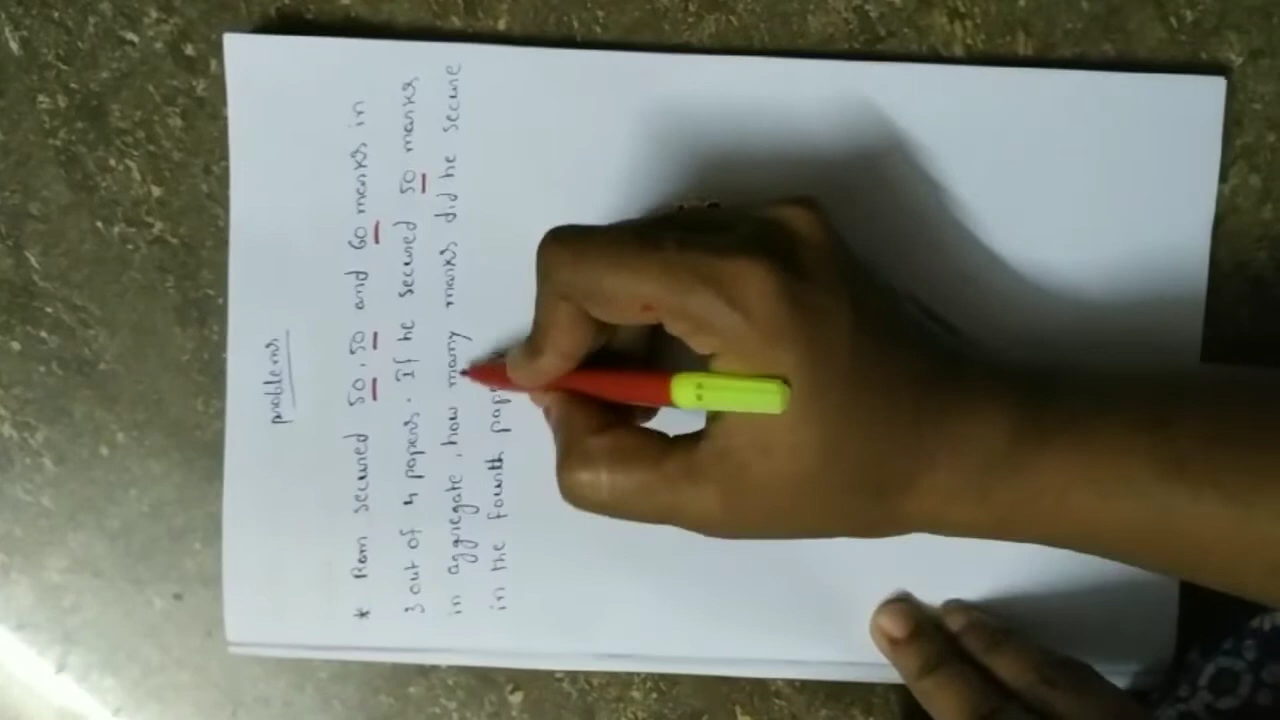 problems
* Ram secured 50, 50 and 60 marks in
3 out of 4 papers. If he secured 50 marks
in aggregate, how many marks did he secure
in the fourth